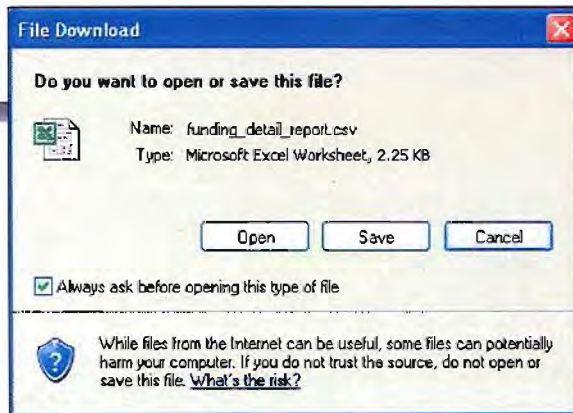 File Download
Do you want to open or save this file?
Name: funding_detail_report.csv
Type: Microsoft Excel Worksheet, 2.25 KB
Open Save Cancel
Always ask before opening this type of file
While files from the Internet can be useful, some files can potentially
harm your computer. If you do not trust the source, do not open or
save this file. What's the risk?